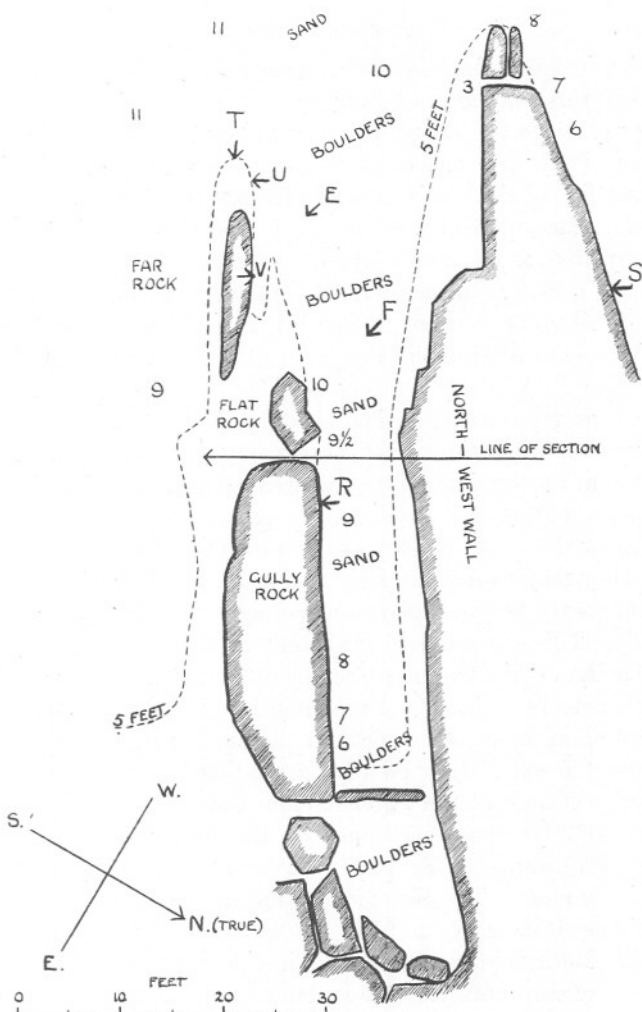 11
SAND
8
10
3
7
11
6
T
BOULDERS
5 FEET
U
E
FAR
ROCK
V
S
BOULDERS
F
9
10
FLAT
ROCK
SAND
9½
NORTH – WEST WALL
LINE OF SECTION
R
9
SAND
GULLY
ROCK
8
7
5 FEET
6
BOULDERS
W.
S.
BOULDERS
N. (TRUE)
E.
FEET
0 10 20 30